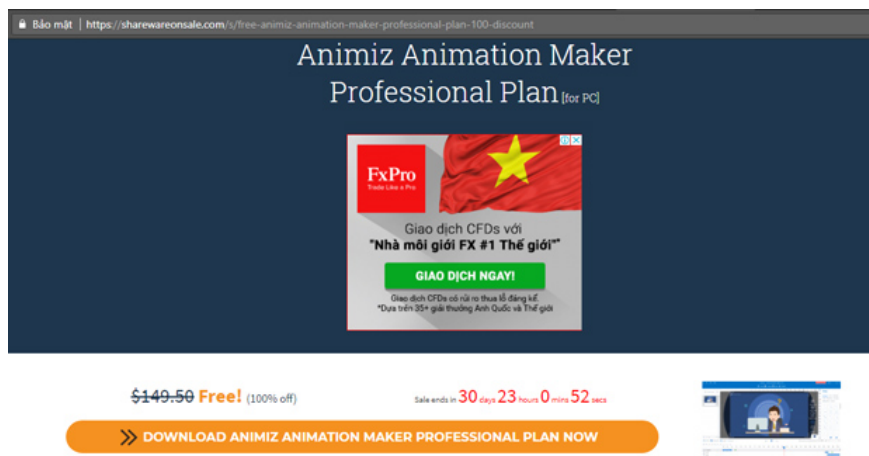 Bảo mật | https://sharewareonsale.com/s/free-animiz-animation-maker-professional-plan-100-discount
Animiz Animation Maker
Professional Plan [for PC]
FxPro
Trade Like a Pro
Giao dịch CFDs với
"Nhà môi giới FX #1 Thế giới"*
GIAO DỊCH NGAY!
Giao dịch CFDs có rủi ro thua lỗ đáng kể.
*Dựa trên 35+ giải thưởng Anh Quốc và Thế giới
$149.50 Free! (100% off)
Sale ends in 30 days 23 hours 0 mins 52 secs
DOWNLOAD ANIMIZ ANIMATION MAKER PROFESSIONAL PLAN NOW